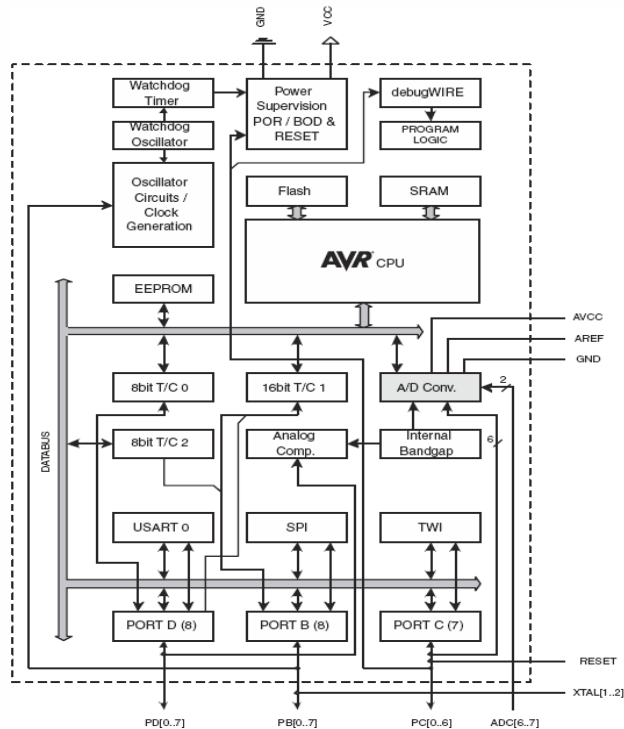 GND
VCC
Watchdog
Timer
Power
Supervision
POR / BOD &
RESET
debugWIRE
Watchdog
Oscillator
PROGRAM
LOGIC
Oscillator
Circuits /
Clock
Generation
Flash
SRAM
AVR CPU
EEPROM
AVCC
AREF
GND
8bit T/C 0
16bit T/C 1
A/D Conv.
2
DATABUS
8bit T/C 2
Analog
Comp.
Internal
Bandgap
6
USART 0
SPI
TWI
PORT D (8)
PORT B (8)
PORT C (7)
RESET
XTAL[1..2]
PD[0..7]
PB[0..7]
PC[0..6]
ADC[6..7]